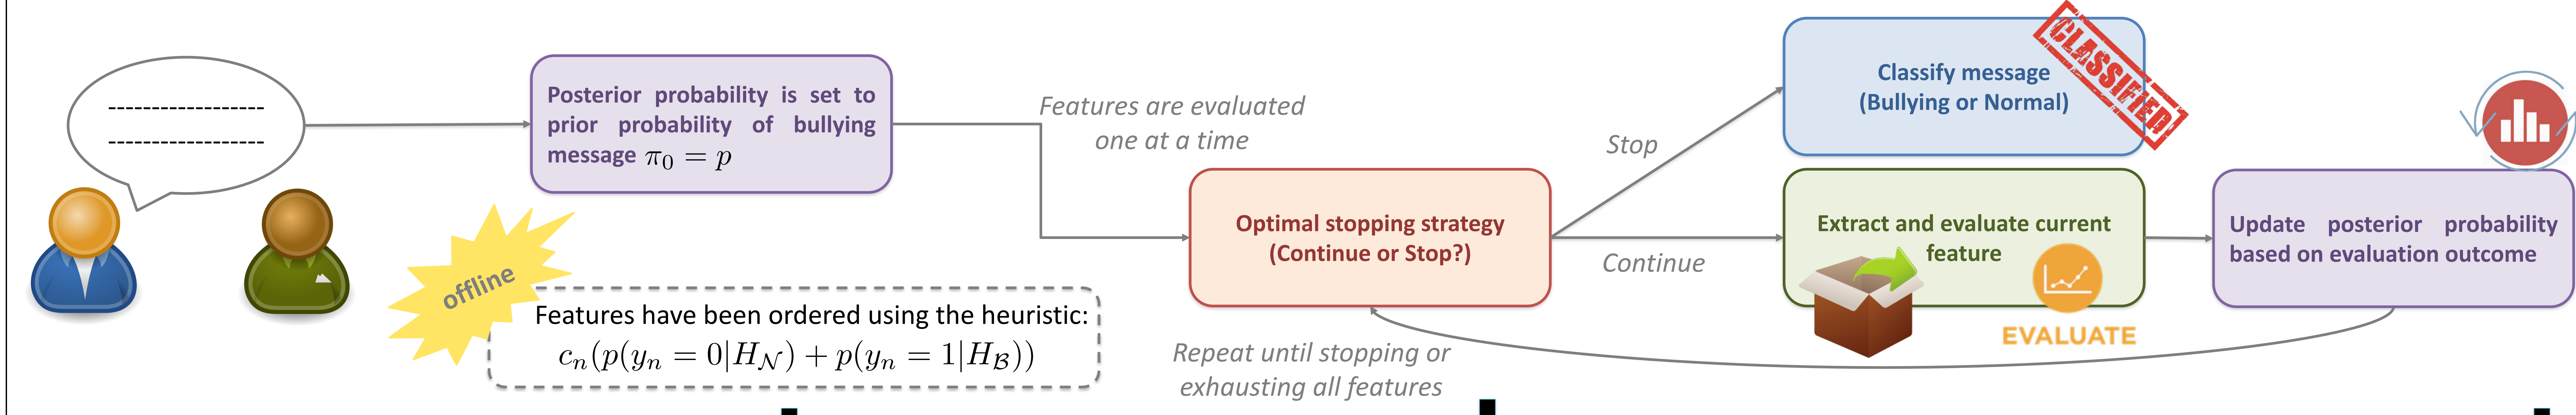 Posterior probability is set to
prior probability of bullying
message π₀ = p
Features are evaluated
one at a time
offline
Features have been ordered using the heuristic:
cₙ(p(yₙ = 0|H_𝒩) + p(yₙ = 1|H_ℬ))
Optimal stopping strategy
(Continue or Stop?)
Repeat until stopping or
exhausting all features
Stop
Continue
Classify message
(Bullying or Normal)
CLASSIFIED
Extract and evaluate current
feature
EVALUATE
Update posterior probability
based on evaluation outcome